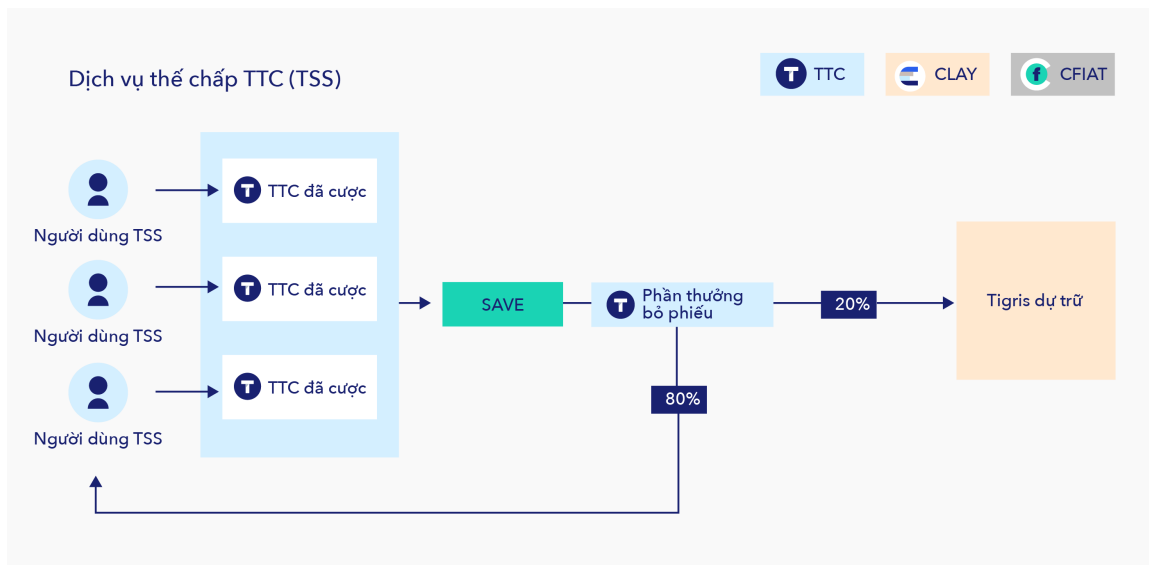 Dịch vụ thế chấp TTC (TSS)
TTC
CLAY
CFIAT
Người dùng TSS
TTC đã cược
Người dùng TSS
TTC đã cược
Người dùng TSS
TTC đã cược
SAVE
Phần thưởng
bỏ phiếu
20%
Tigris dự trữ
80%